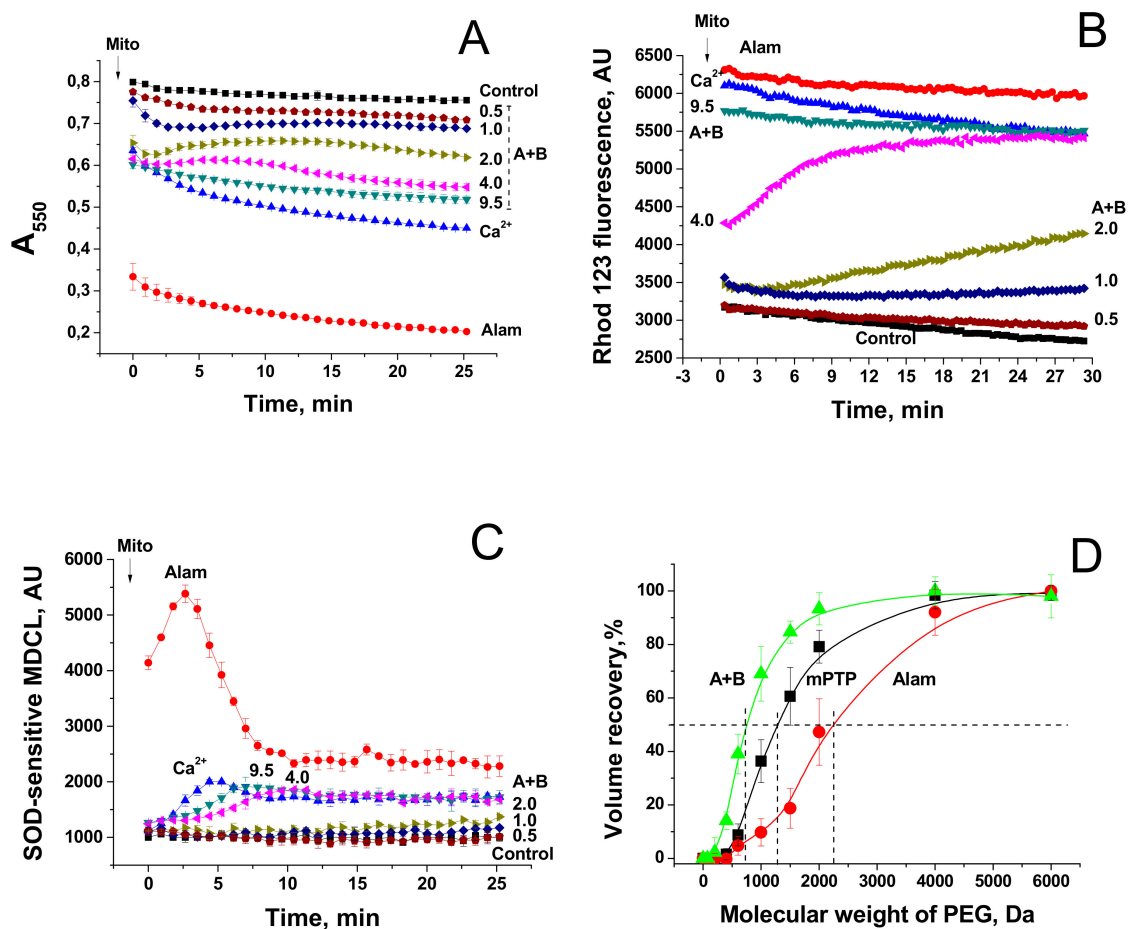 A
Mito
0,8
0,7
0,6
0,5
0,4
0,3
0,2
A550
Control
0.5
1.0
2.0
A+B
4.0
9.5
Ca2+
Alam
0 5 10 15 20 25
Time, min
B
Mito
Alam
Ca2+
9.5
A+B
4.0
6500
6000
5500
5000
4500
4000
3500
3000
2500
Rhod 123 fluorescence, AU
A+B
2.0
1.0
0.5
Control
-3 0 3 6 9 12 15 18 21 24 27 30
Time, min
C
Mito
Alam
6000
5000
4000
3000
2000
1000
SOD-sensitive MDCL, AU
Ca2+
9.5
4.0
A+B
2.0
1.0
0.5
Control
0 5 10 15 20 25
Time, min
D
100
80
60
40
20
0
Volume recovery,%
A+B
mPTP
Alam
0 1000 2000 3000 4000 5000 6000
Molecular weight of PEG, Da